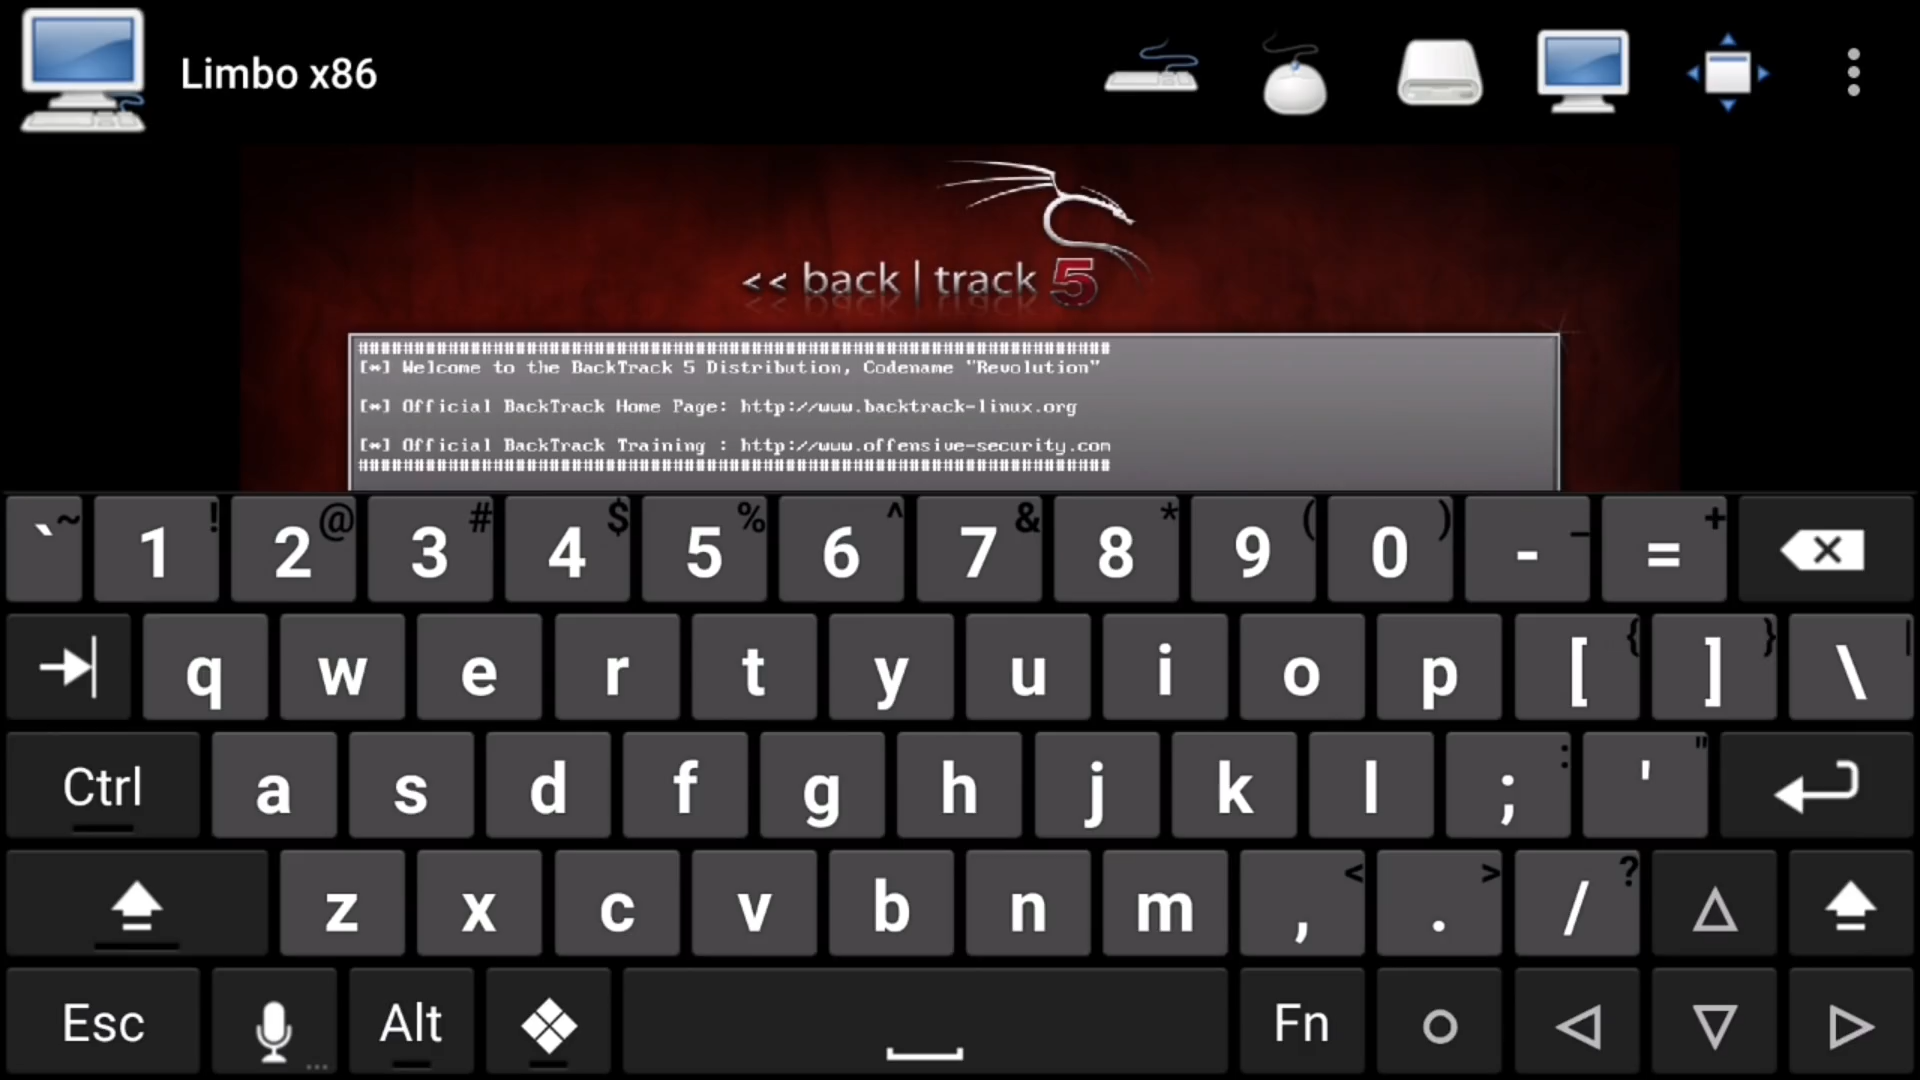 Limbo x86
<< back | track 5
################################################################### 
[*] Welcome to the BackTrack 5 Distribution, Codename "Revolution"
[*] Official BackTrack Home Page: http://www.backtrack-linux.org
[*] Official BackTrack Training : http://www.offensive-security.com
###################################################################
` ~ 1 ! 2 @ 3 # 4 $ 5 % 6 ^ 7 & 8 * 9 ( 0 ) - _ = +
q w e r t y u i o p [ { ] } \ |
Ctrl a s d f g h j k l ; : ' "
z x c v b n m , < . > / ?
Esc ... Alt Fn